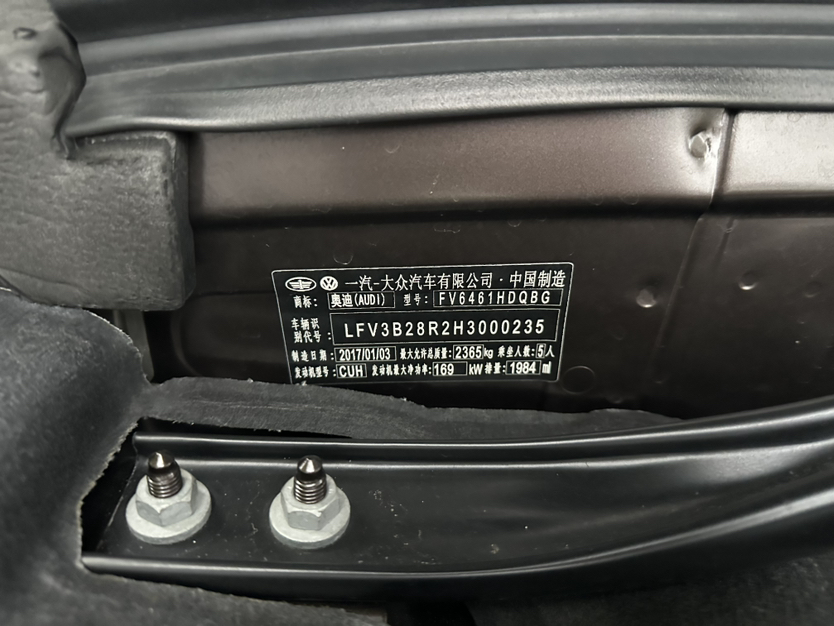 一汽-大众汽车有限公司·中国制造
商标: 奥迪(AUDI) 型号: FV6461HDQBG
车辆识别代号: LFV3B28R2H3000235
制造日期: 2017/01/03 最大允许总质量: 2365kg 乘坐人数: 5人
发动机型号: CUH 发动机最大净功率: 169 kW 排量: 1984 ml